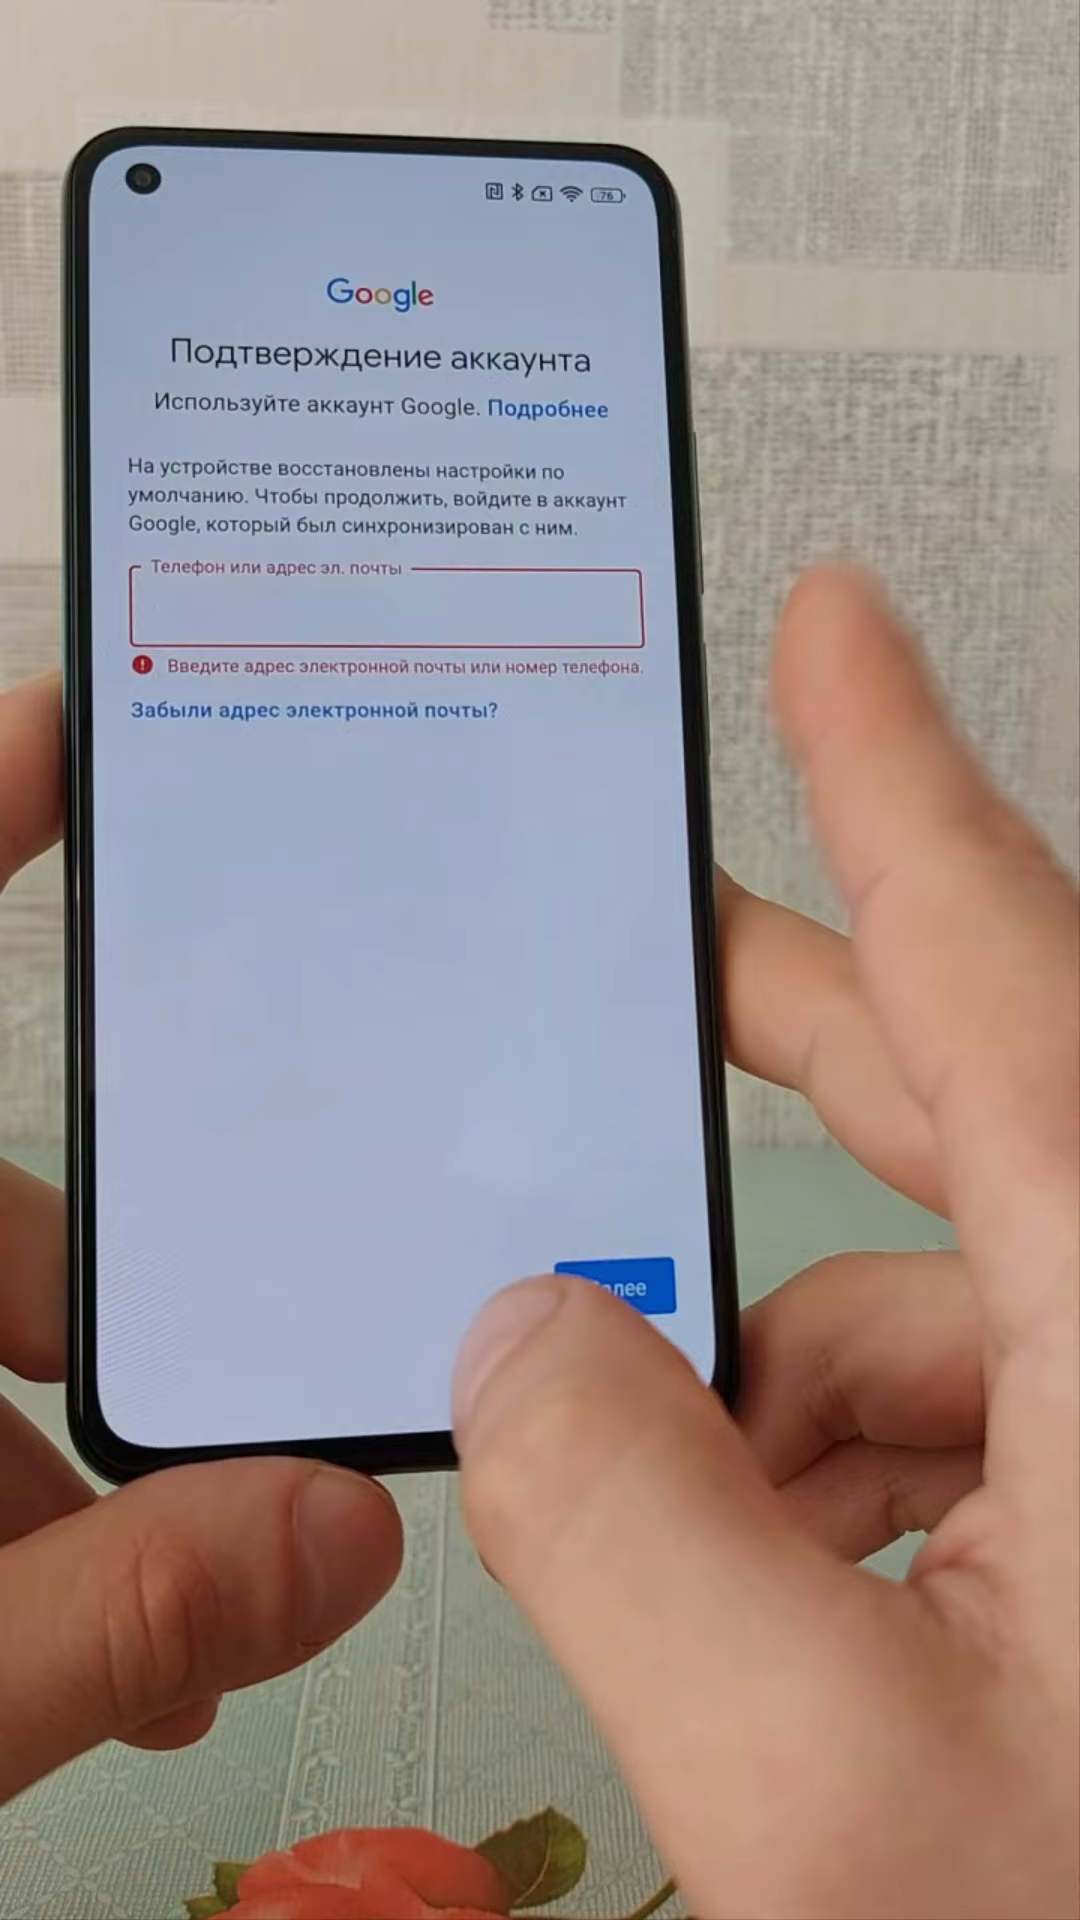 76
Google
Подтверждение аккаунта
Используйте аккаунт Google. Подробнее
На устройстве восстановлены настройки по
умолчанию. Чтобы продолжить, войдите в аккаунт
Google, который был синхронизирован с ним.
Телефон или адрес эл. почты
Введите адрес электронной почты или номер телефона.
Забыли адрес электронной почты?